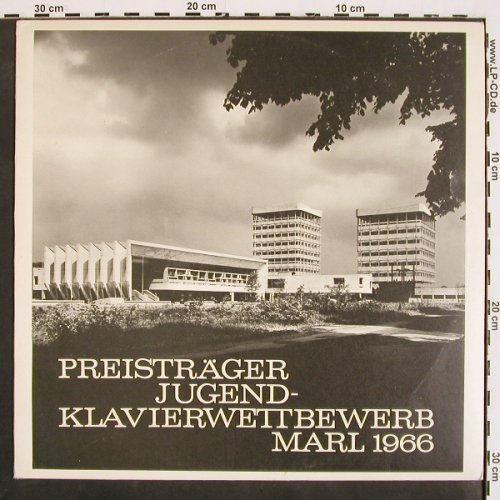 30 cm
20 cm
10 cm
www.LP-CD.de
10 cm
20 cm
30 cm
PREISTRÄGER
JUGEND-
KLAVIERWETTBEWERB
MARL 1966